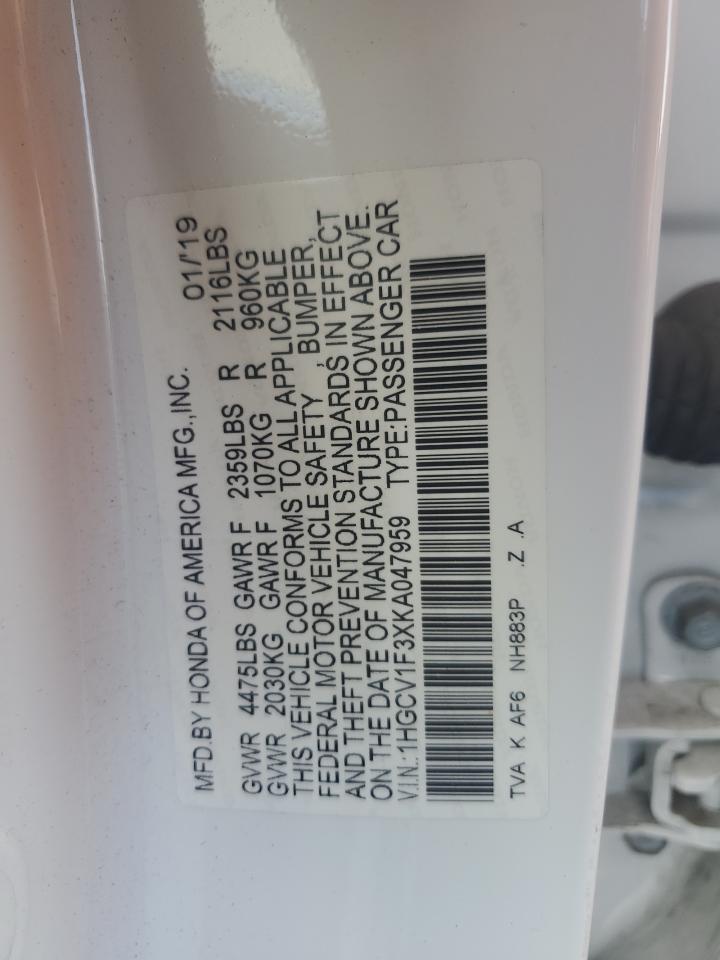 MFD.BY HONDA OF AMERICA MFG.,INC. 01/'19
GVWR 4475LBS GAWR F 2359LBS R 2116LBS
GVWR 2030KG GAWR F 1070KG R 960KG
THIS VEHICLE CONFORMS TO ALL APPLICABLE
FEDERAL MOTOR VEHICLE SAFETY , BUMPER,
AND THEFT PREVENTION STANDARDS IN EFFECT
ON THE DATE OF MANUFACTURE SHOWN ABOVE.
V.I.N.:1HGCV1F3XKA047959 TYPE:PASSENGER CAR
TVA K AF6 NH883P .Z .A